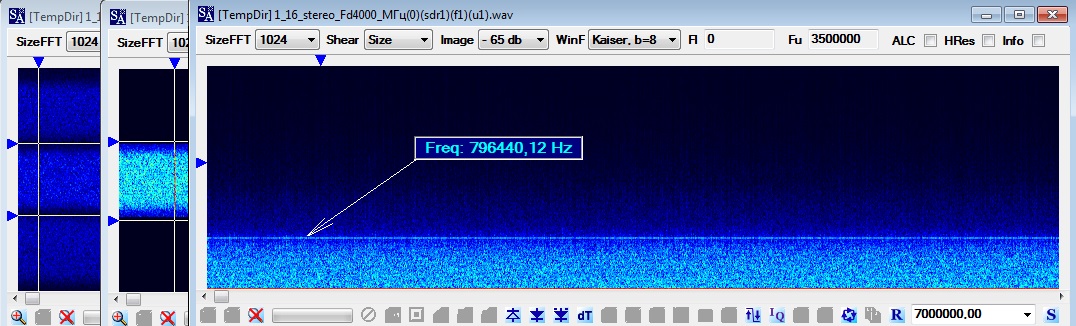 [TempDir] 1_
[TempDir] 1_
[TempDir] 1_16_stereo_Fd4000_МГц(0)(sdr1)(f1)(u1).wav
SizeFFT 1024
SizeFFT 102
SizeFFT 1024 Shear Size Image - 65 db WinF Kaiser, b=8 Fl 0 Fu 3500000 ALC HRes Info
Freq: 796440,12 Hz
dT IQ R 7000000,00 S